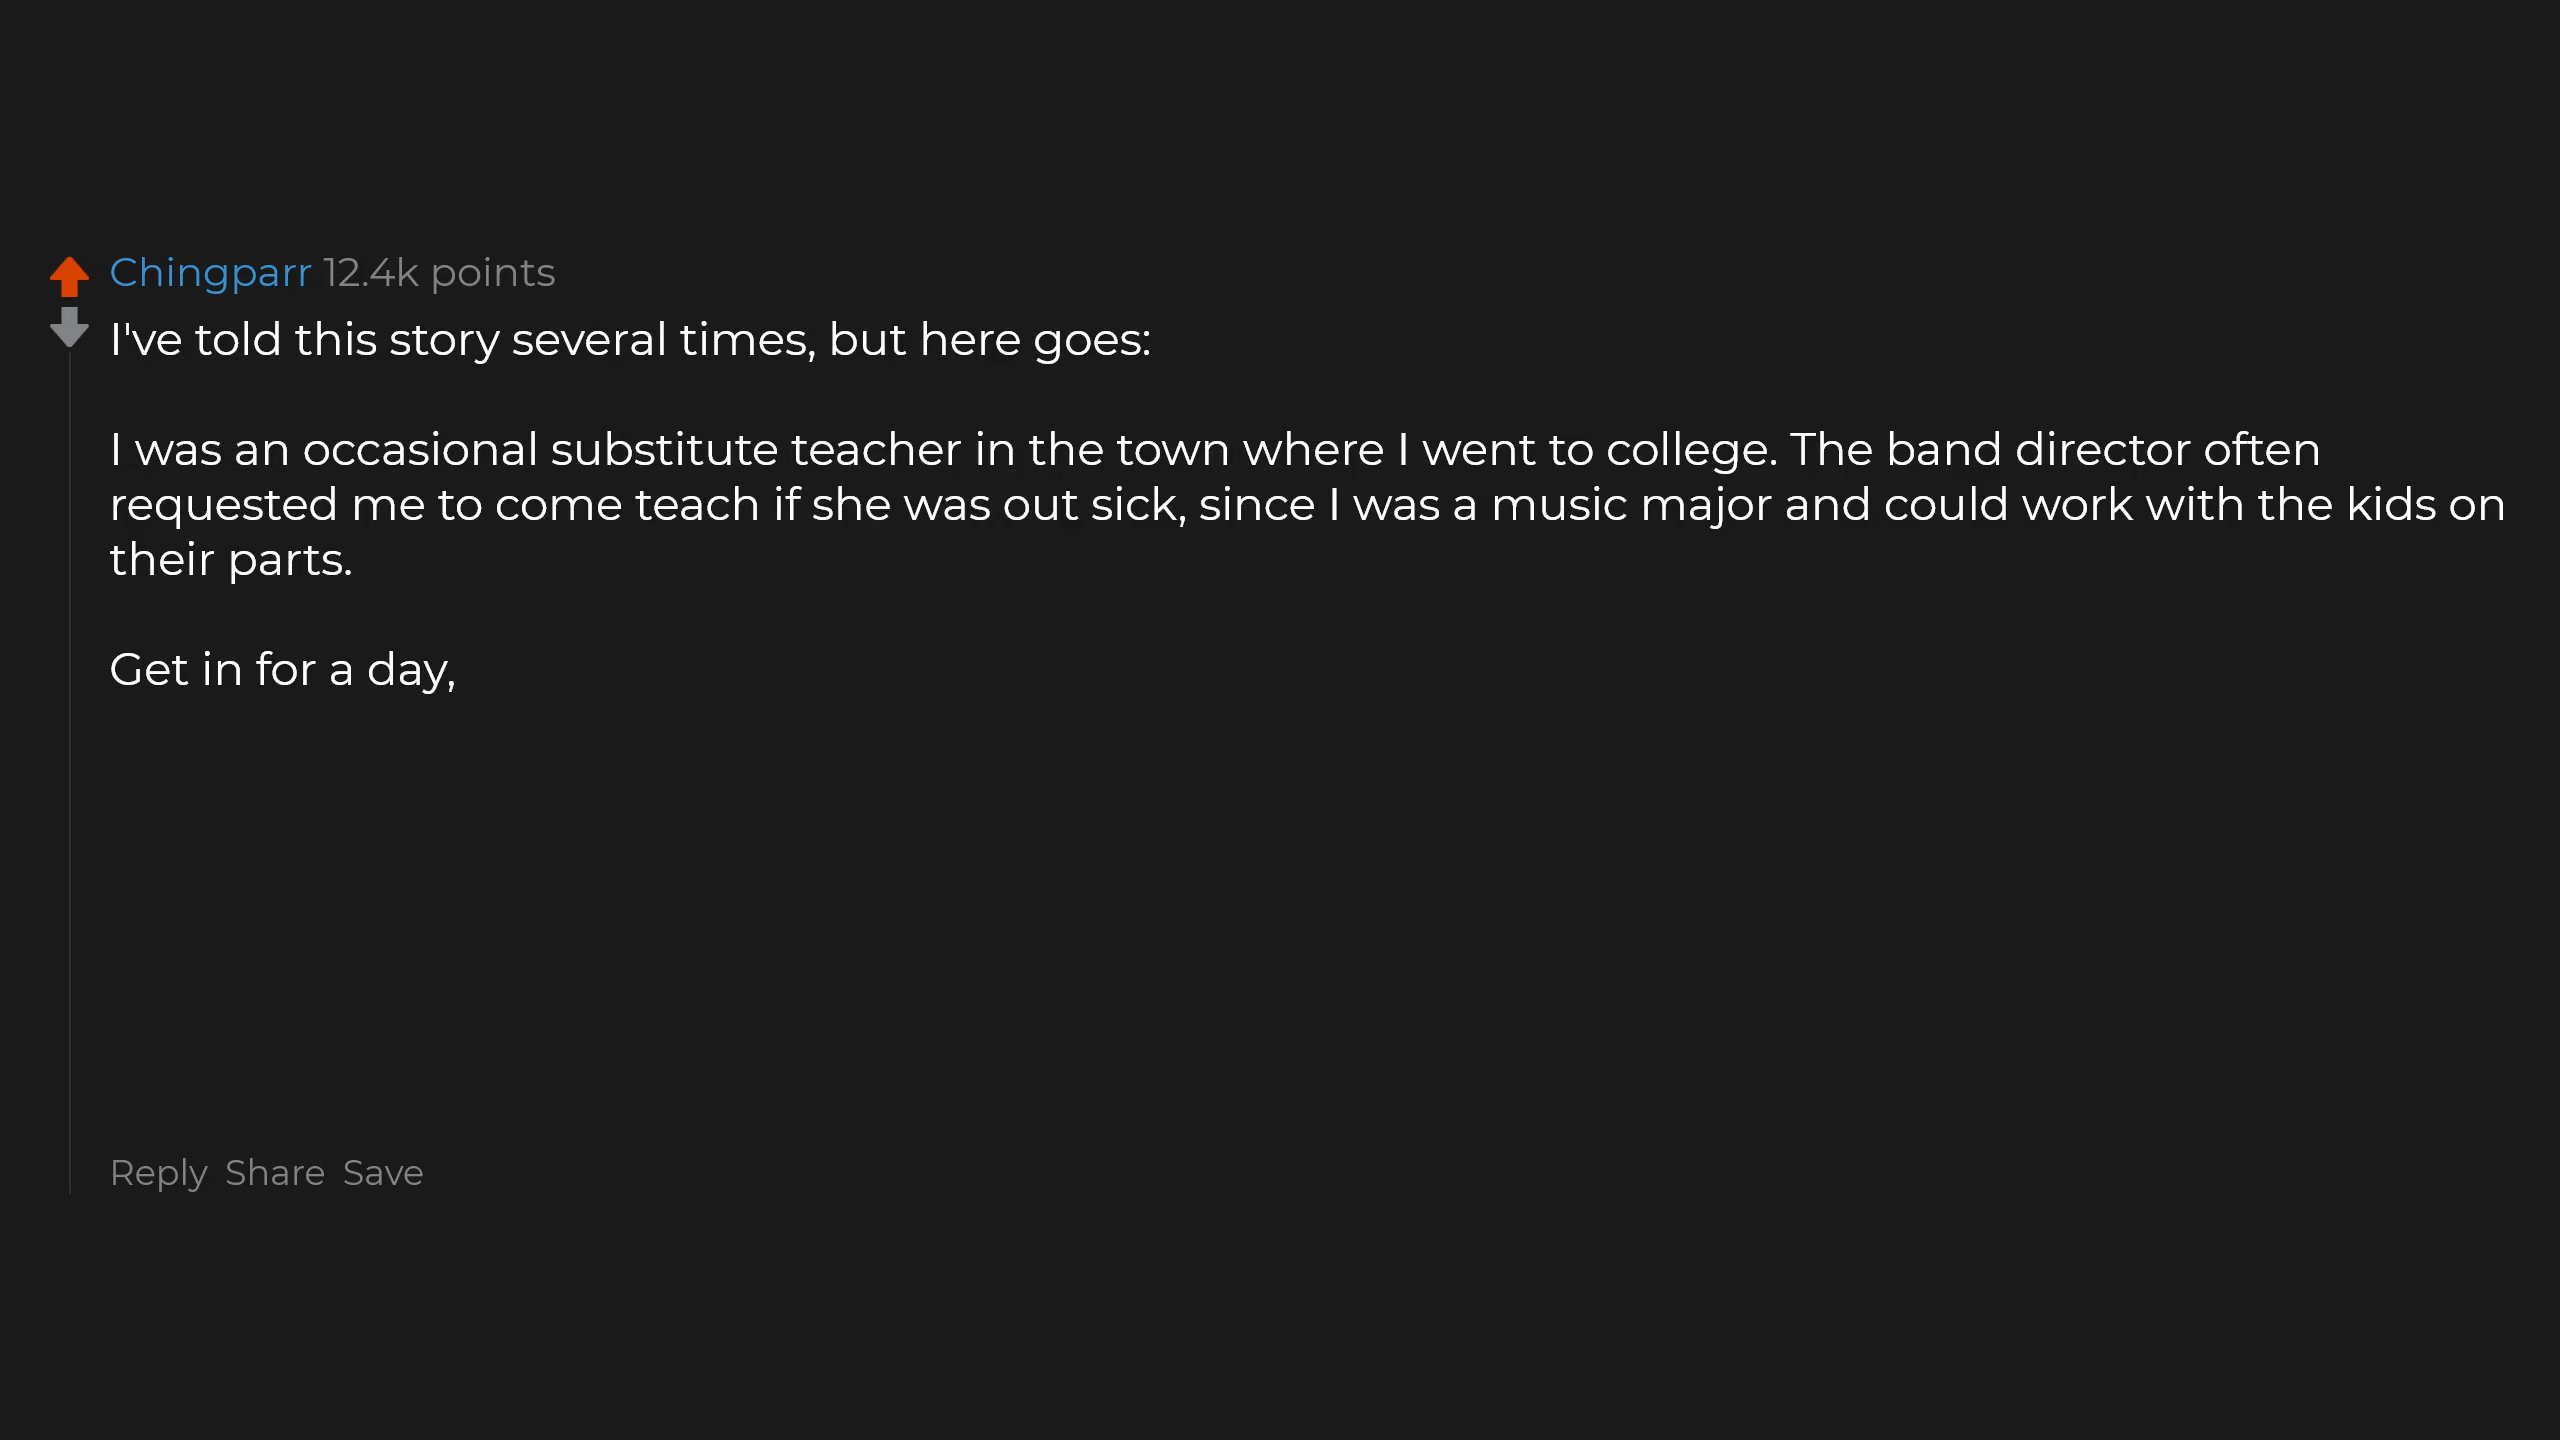 Chingparr 12.4k points
I've told this story several times, but here goes:
I was an occasional substitute teacher in the town where I went to college. The band director often
requested me to come teach if she was out sick, since I was a music major and could work with the kids on
their parts.
Get in for a day,
Reply Share Save